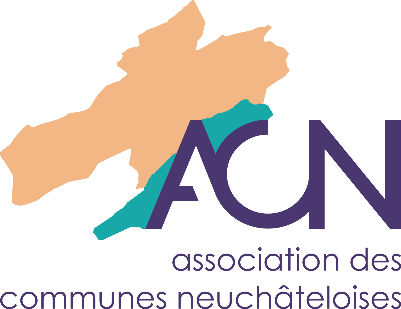 ACN
association des
communes neuchâteloises